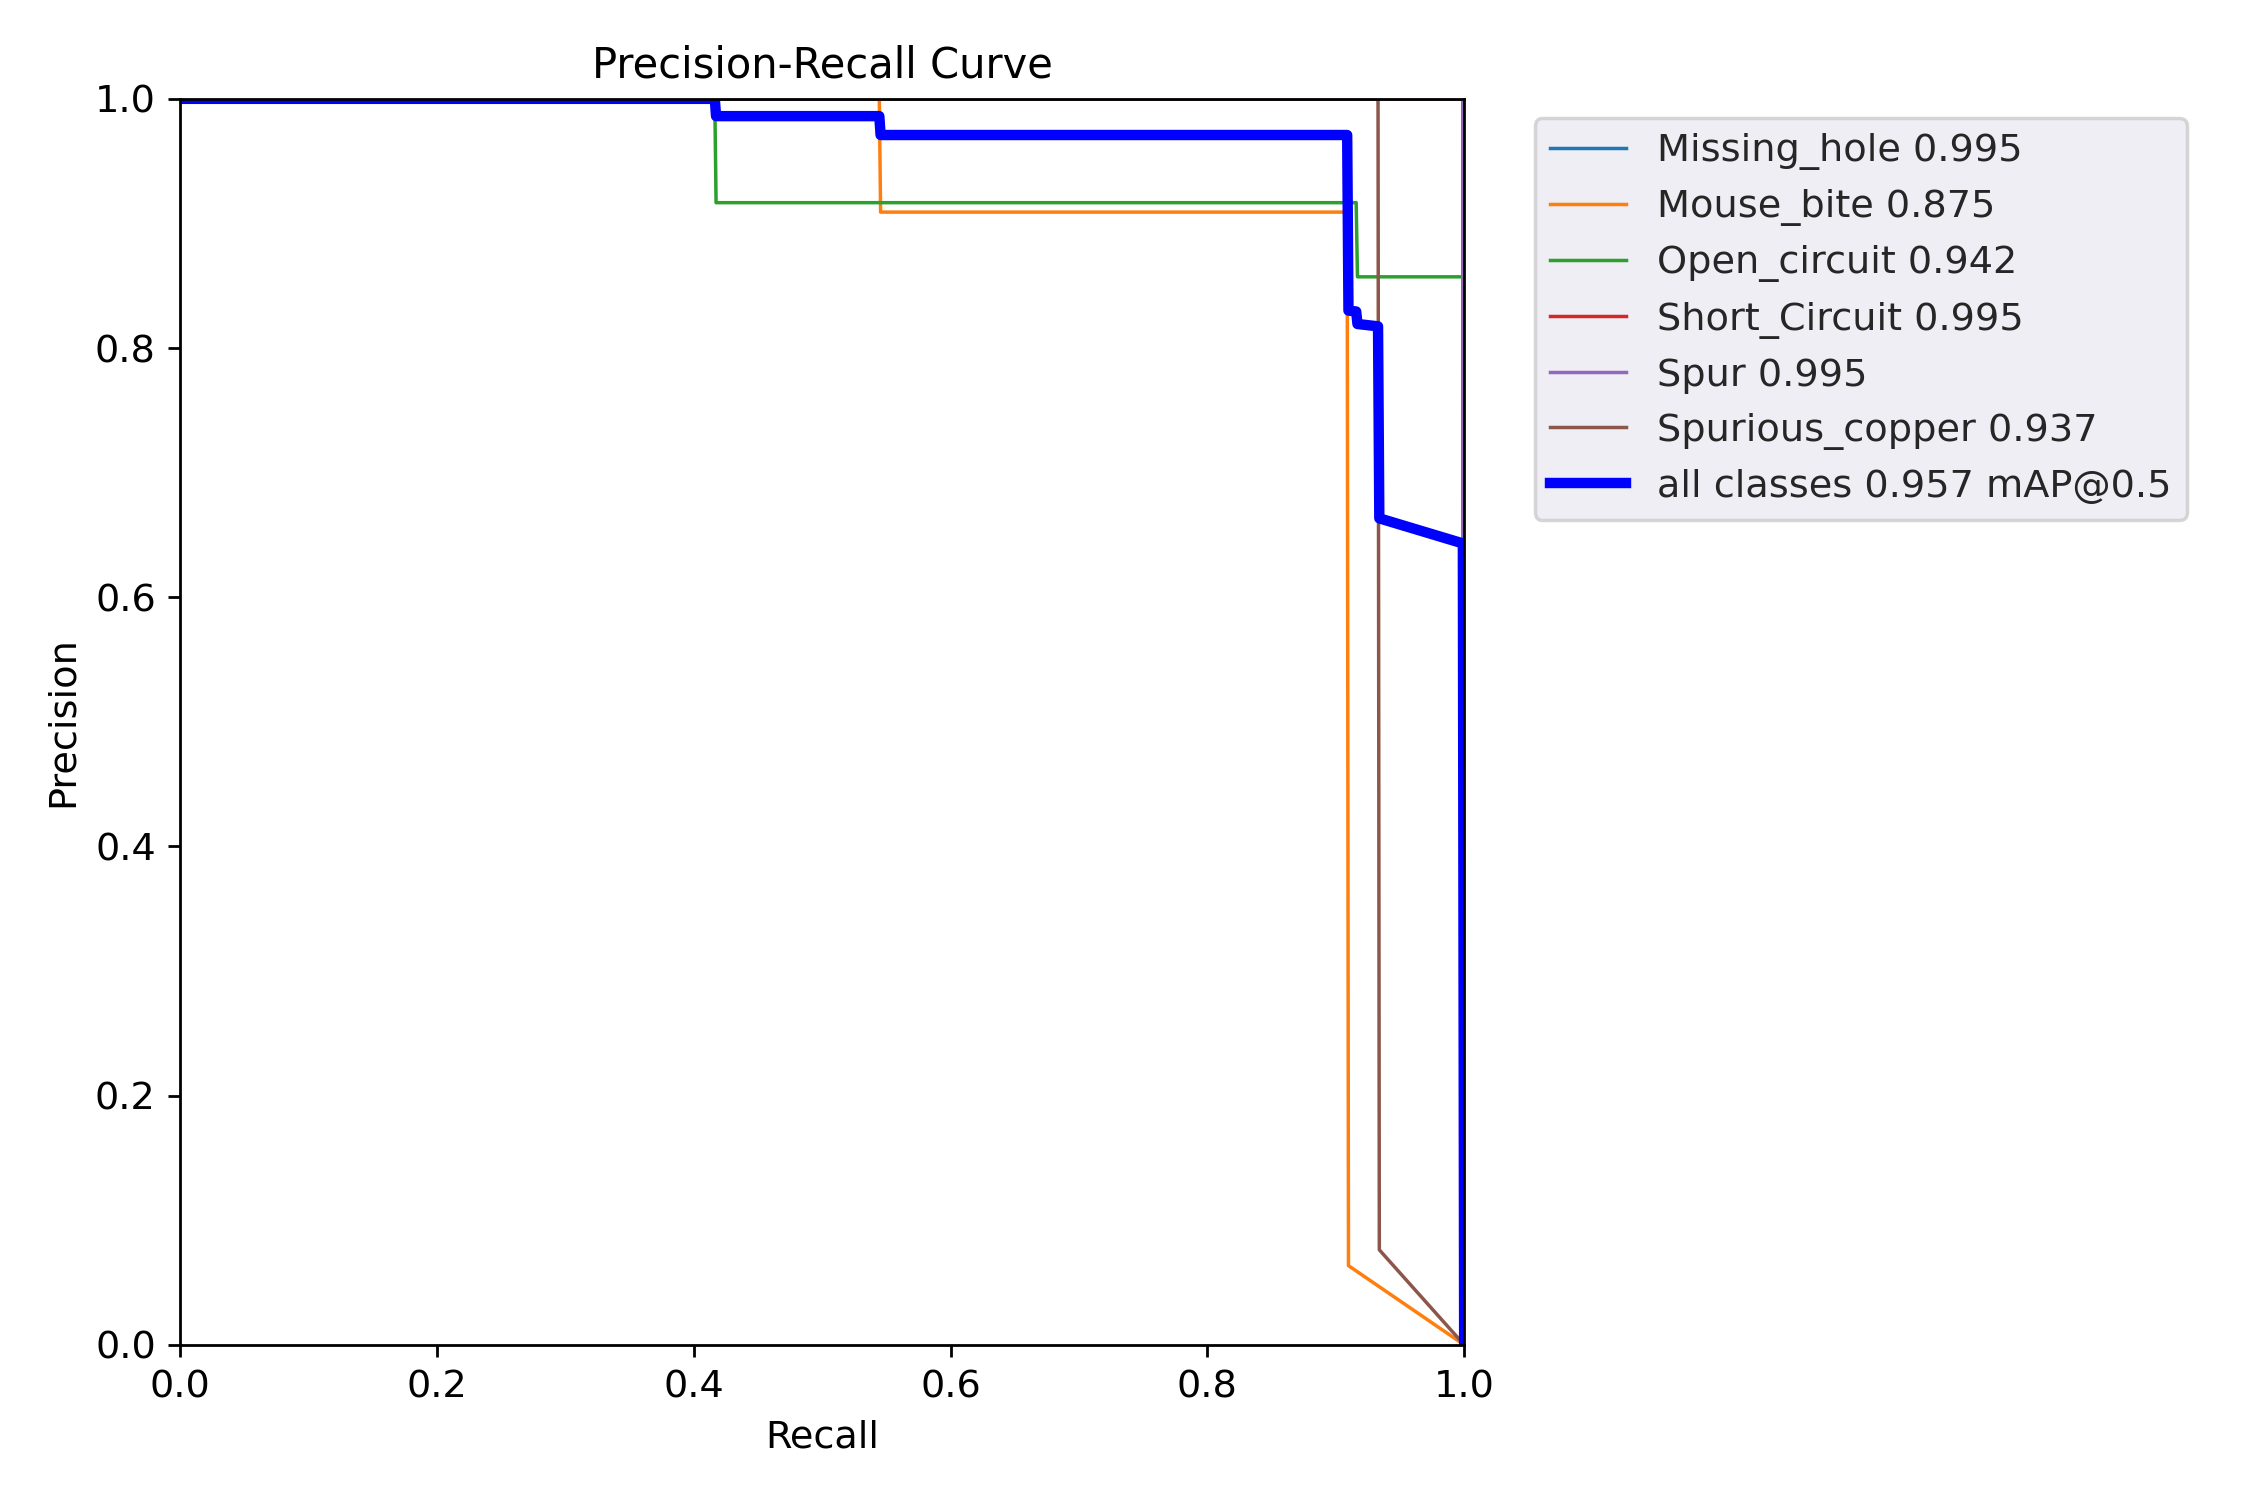 Precision-Recall Curve
1.0
0.8
0.6
0.4
0.2
0.0
Precision
0.0 0.2 0.4 0.6 0.8 1.0
Recall
Missing_hole 0.995
Mouse_bite 0.875
Open_circuit 0.942
Short_Circuit 0.995
Spur 0.995
Spurious_copper 0.937
all classes 0.957 mAP@0.5